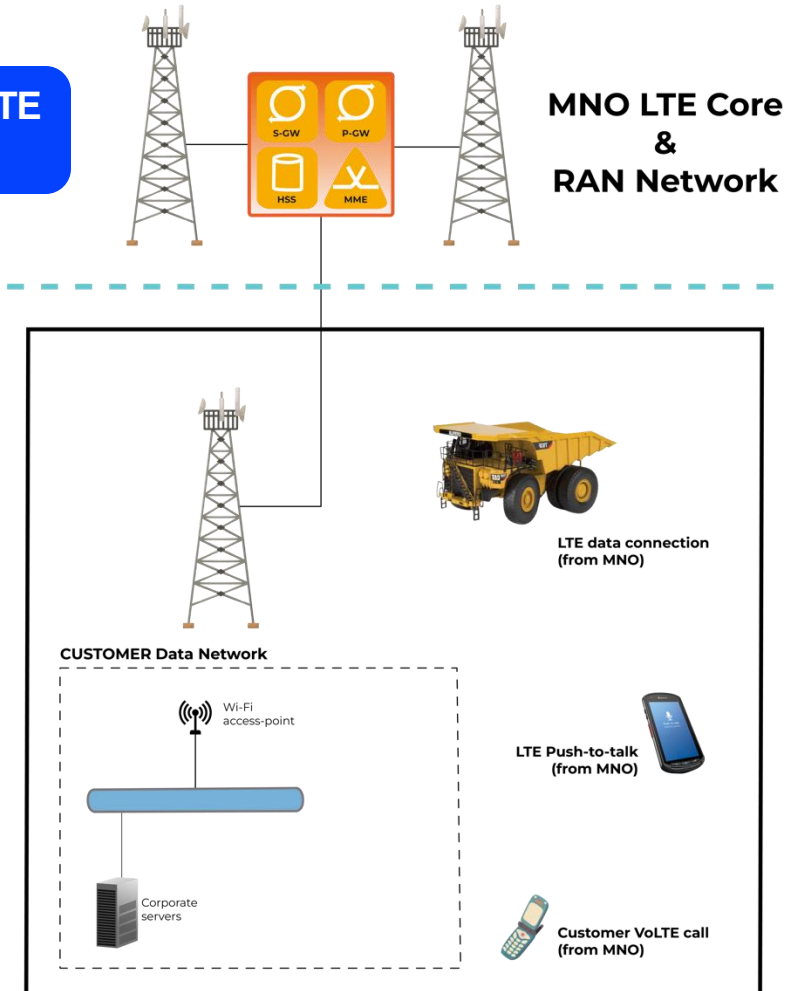 TE
MNO LTE Core
&
RAN Network
S-GW
P-GW
HSS
MME
LTE data connection
(from MNO)
CUSTOMER Data Network
Wi-Fi
access-point
LTE Push-to-talk
(from MNO)
Corporate
servers
Customer VoLTE call
(from MNO)